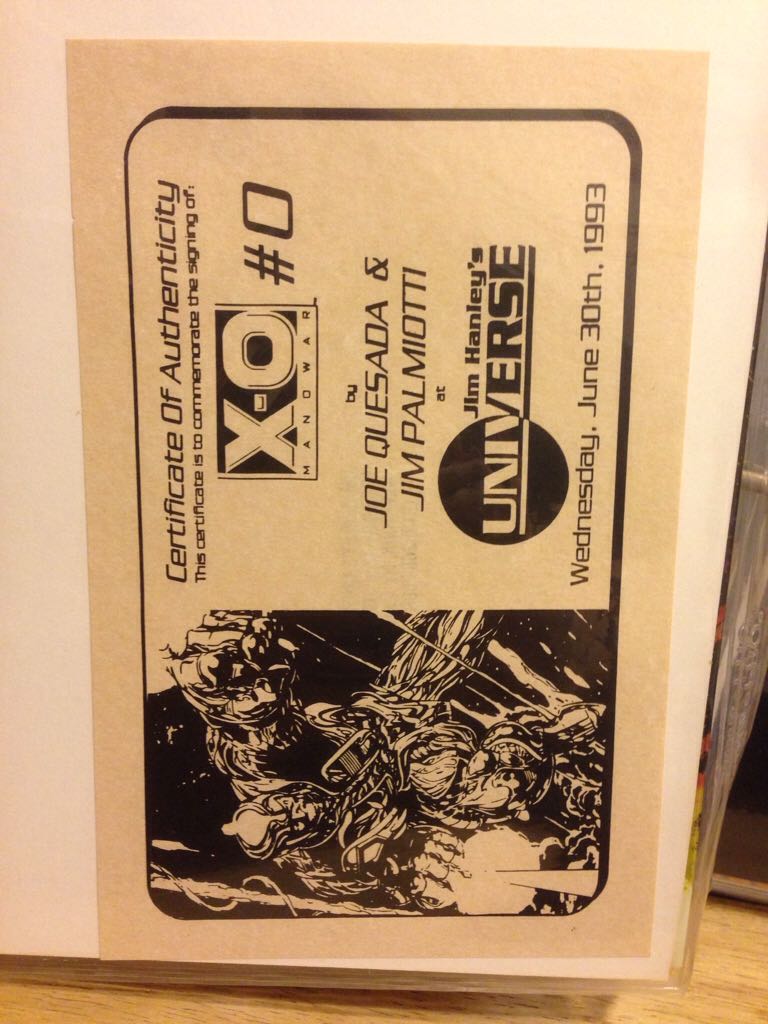 Certificate Of Authenticity
This certificate is to commemorate the signing of:
X-O #0
MANOWAR
by
JOE QUESADA &
JIM PALMIOTTI
at
Jim Hanley's
UNIVERSE
Wednesday, June 30th, 1993